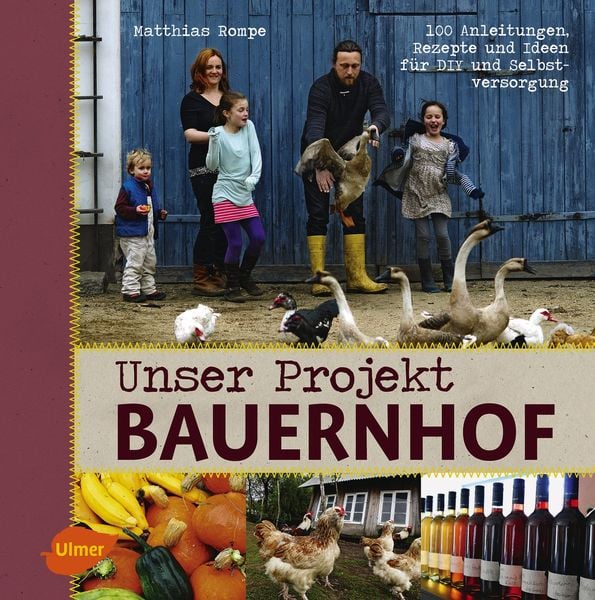 Matthias Rompe
100 Anleitungen,
Rezepte und Ideen
für DIY und Selbst-
versorgung
Unser Projekt
BAUERNHOF
Ulmer